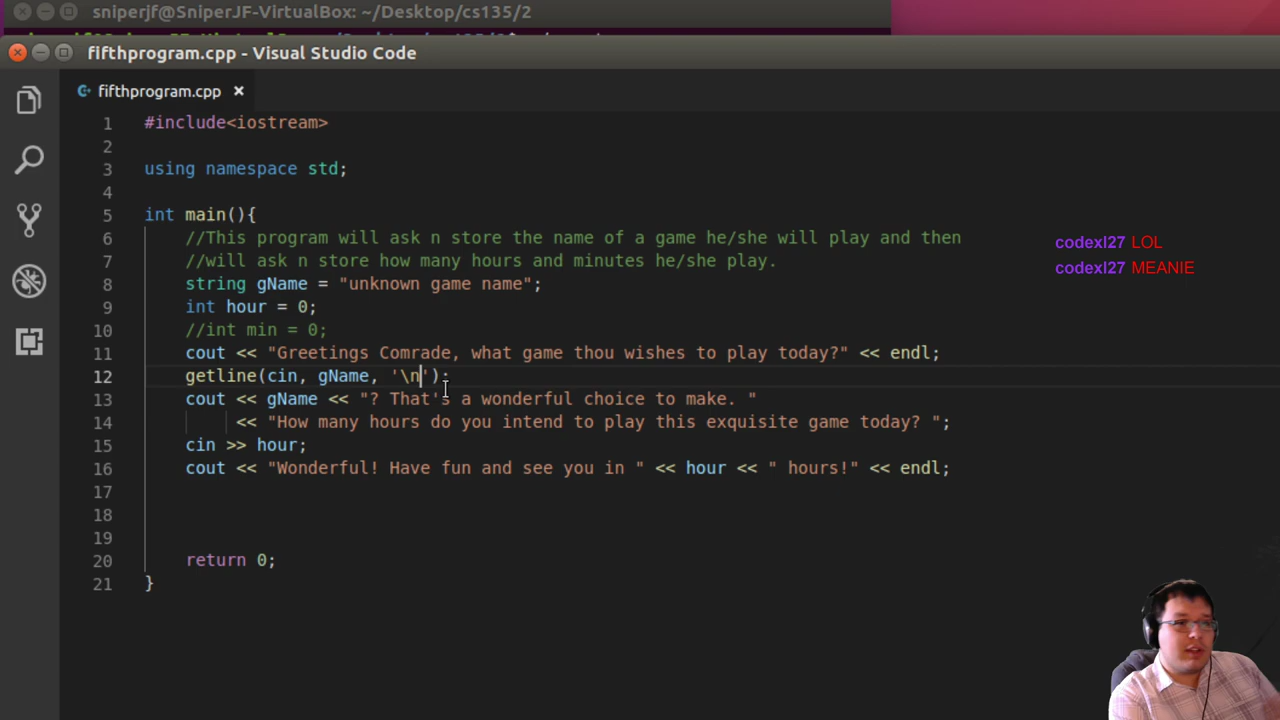 sniperjf@SniperJF-VirtualBox: ~/Desktop/cs135/2
fifthprogram.cpp - Visual Studio Code
fifthprogram.cpp
1 #include<iostream>
2
3 using namespace std;
4
5 int main(){
6 //This program will ask n store the name of a game he/she will play and then
7 //will ask n store how many hours and minutes he/she play.
8 string gName = "unknown game name";
9 int hour = 0;
10 //int min = 0;
11 cout << "Greetings Comrade, what game thou wishes to play today?" << endl;
12 getline(cin, gName, '\n');
13 cout << gName << "? That's a wonderful choice to make. "
14 << "How many hours do you intend to play this exquisite game today? ";
15 cin >> hour;
16 cout << "Wonderful! Have fun and see you in " << hour << " hours!" << endl;
17
18
19
20 return 0;
21 }
codexl27 LOL
codexl27 MEANIE